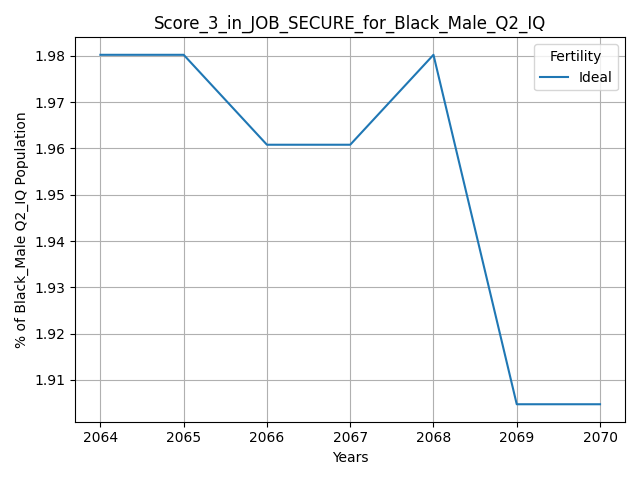 Score_3_in_JOB_SECURE_for_Black_Male_Q2_IQ
% of Black_Male Q2_IQ Population
1.98
1.97
1.96
1.95
1.94
1.93
1.92
1.91
Fertility
Ideal
2064 2065 2066 2067 2068 2069 2070
Years